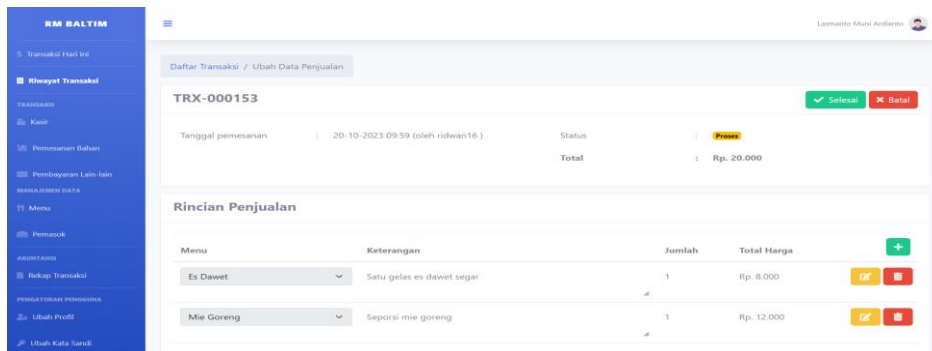 RM BALTIM
Lasmanto Muni Ardianto
Transaksi Hari Ini
Riwayat Transaksi
TRANSAKSI
Kasir
Pemesanan Bahan
Pembayaran Lain-lain
MANAJEMEN DATA
Menu
Pemasok
AKUNTANSI
Rekap Transaksi
PENGATURAN PENGGUNA
Ubah Profil
Ubah Kata Sandi
Daftar Transaksi / Ubah Data Penjualan
TRX-000153
Selesai Batal
Tanggal pemesanan : 20-10-2023 09:59 (oleh ridwan16 ) Status : Proses
Total : Rp. 20.000
Rincian Penjualan
Menu Keterangan Jumlah Total Harga
Es Dawet Satu gelas es dawet segar 1 Rp. 8.000
Mie Goreng Seporsi mie goreng 1 Rp. 12.000